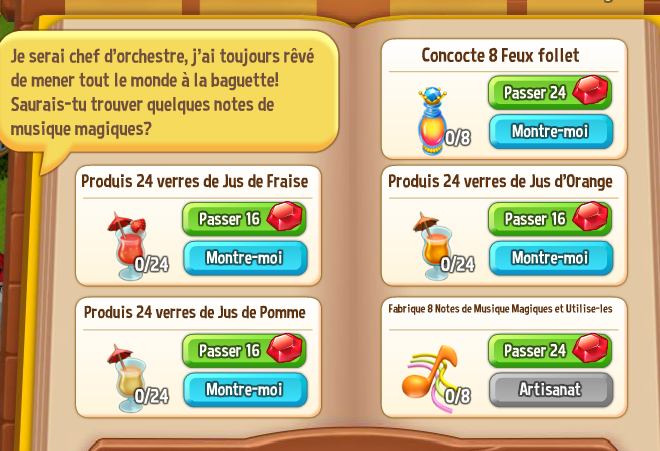 Je serai chef d'orchestre, j'ai toujours rêvé
de mener tout le monde à la baguette!
Saurais-tu trouver quelques notes de
musique magiques?
Concocte 8 Feux follet
Passer 24
0/8
Montre-moi
Produis 24 verres de Jus de Fraise
Passer 16
0/24
Montre-moi
Produis 24 verres de Jus d'Orange
Passer 16
0/24
Montre-moi
Produis 24 verres de Jus de Pomme
Passer 16
0/24
Montre-moi
Fabrique 8 Notes de Musique Magiques et Utilise-les
Passer 24
0/8
Artisanat